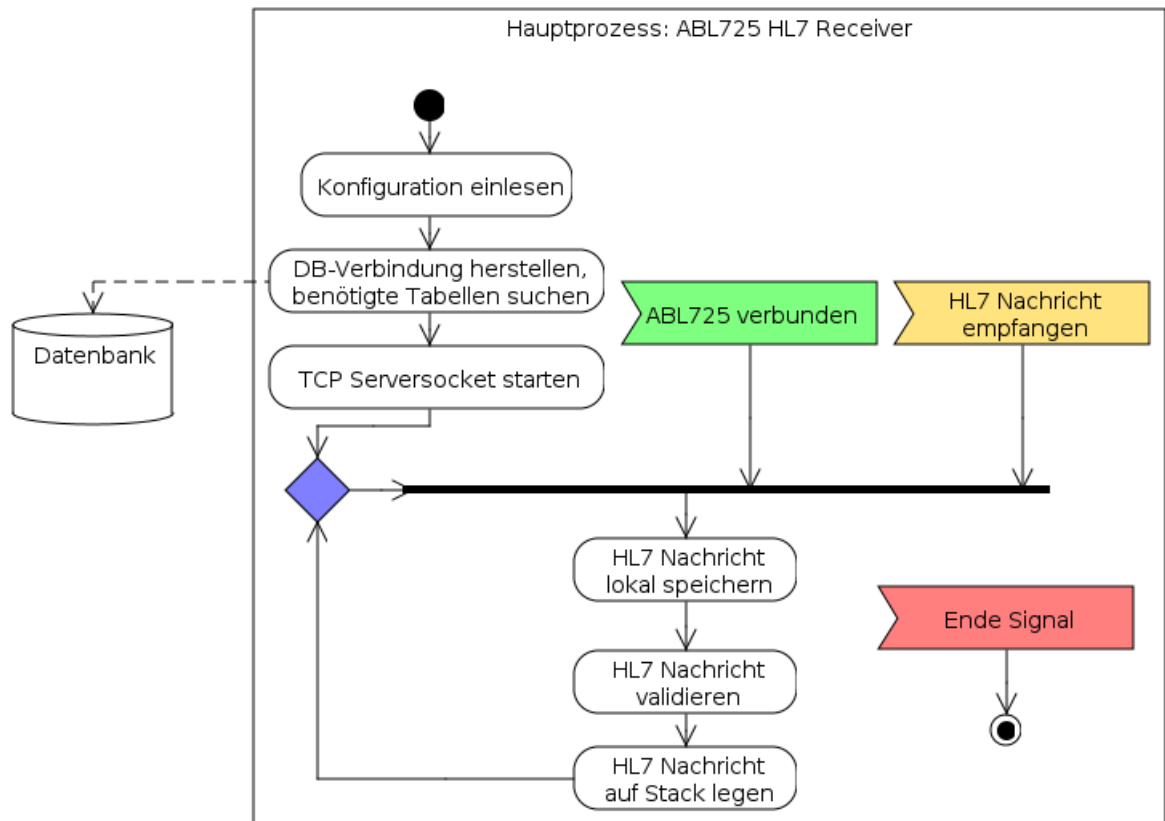 Hauptprozess: ABL725 HL7 Receiver
Konfiguration einlesen
DB-Verbindung herstellen,
benötigte Tabellen suchen
Datenbank
TCP Serversocket starten
ABL725 verbunden
HL7 Nachricht
empfangen
HL7 Nachricht
lokal speichern
HL7 Nachricht
validieren
HL7 Nachricht
auf Stack legen
Ende Signal